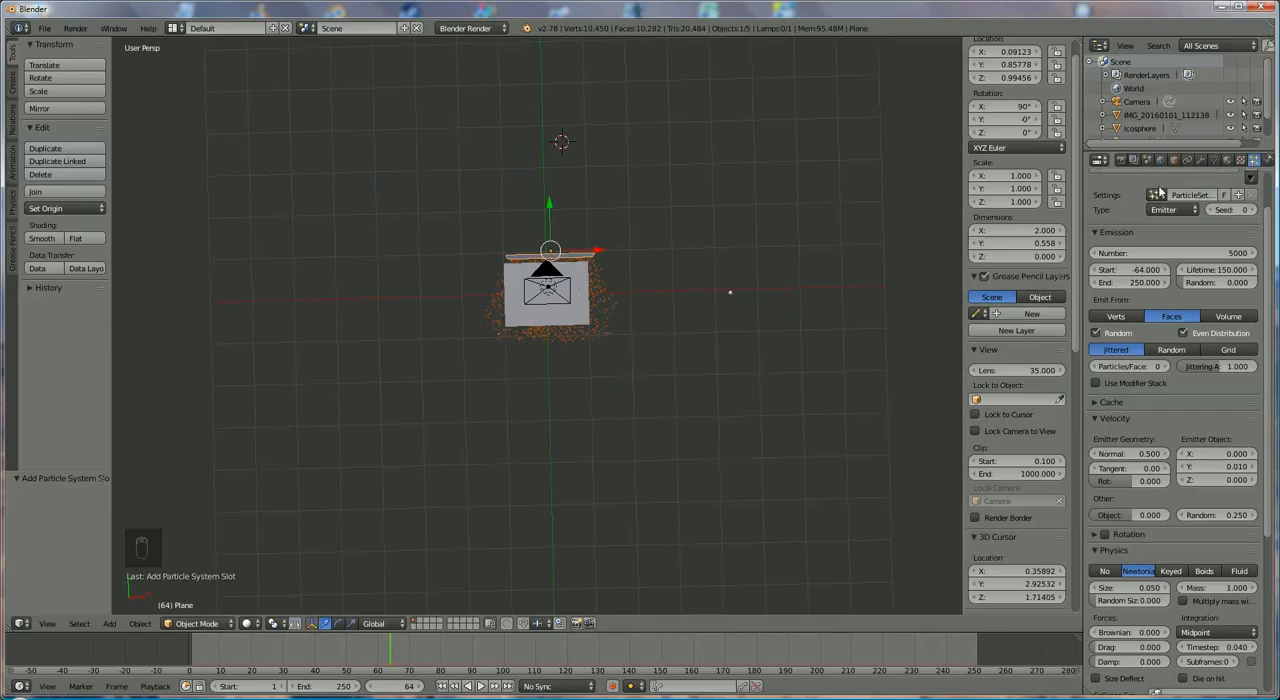 Blender
File Render Window Help Default Scene Blender Render v2.78 | Verts:10,450 | Faces:10,282 | Tris:20,484 | Objects:1/5 | Lamps:0/1 | Mem:95.48M | Plane
Tools
Create
Relations
Animation
Physics
Grease Pencil
Transform
Translate
Rotate
Scale
Mirror
Edit
Duplicate
Duplicate Linked
Delete
Join
Set Origin
Shading:
Smooth Flat
Data Transfer:
Data Data Layo
History
Add Particle System Slo
User Persp
Last: Add Particle System Slot
(64) Plane
Location:
X: 0.09123
Y: 0.85778
Z: 0.99456
Rotation:
X: 90°
Y: -0°
Z: 0°
XYZ Euler
Scale:
X: 1.000
Y: 1.000
Z: 1.000
Dimensions:
X: 2.000
Y: 0.558
Z: 0.000
Grease Pencil Layers
Scene Object
New
New Layer
View
Lens: 35.000
Lock to Object:
Lock to Cursor
Lock Camera to View
Clip:
Start: 0.100
End: 1000.000
Local Camera:
Camera
Render Border
3D Cursor
Location:
X: 0.35892
Y: 2.92532
Z: 1.71405
View Search All Scenes
Scene
RenderLayers
World
Camera
IMG_20160101_112138
Icosphere
Settings: ParticleSet... F
Type: Emitter Seed: 0
Emission
Number: 5000
Start: -64.000 Lifetime:150.000
End: 250.000 Random: 0.000
Emit From:
Verts Faces Volume
Random Even Distribution
Jittered Random Grid
Particles/Face: 0 Jittering A: 1.000
Use Modifier Stack
Cache
Velocity
Emitter Geometry: Emitter Object:
Normal: 0.500 X: 0.000
Tangent: 0.00 Y: 0.010
Rot: 0.000 Z: 0.000
Other:
Object: 0.000 Random: 0.250
Rotation
Physics
No Newtonia Keyed Boids Fluid
Size: 0.050 Mass: 1.000
Random Siz:0.000 Multiply mass wi...
Forces: Integration:
Brownian: 0.000 Midpoint
Drag: 0.000 Timestep: 0.040
Damp: 0.000 Subframes:0
Size Deflect Die on hit
View Select Add Object Object Mode Global
-50 -40 -30 -20 -10 0 10 20 30 40 50 60 70 80 90 100 110 120 130 140 150 160 170 180 190 200 210 220 230 240 250 260 270 280
View Marker Frame Playback Start: 1 End: 250 64 No Sync